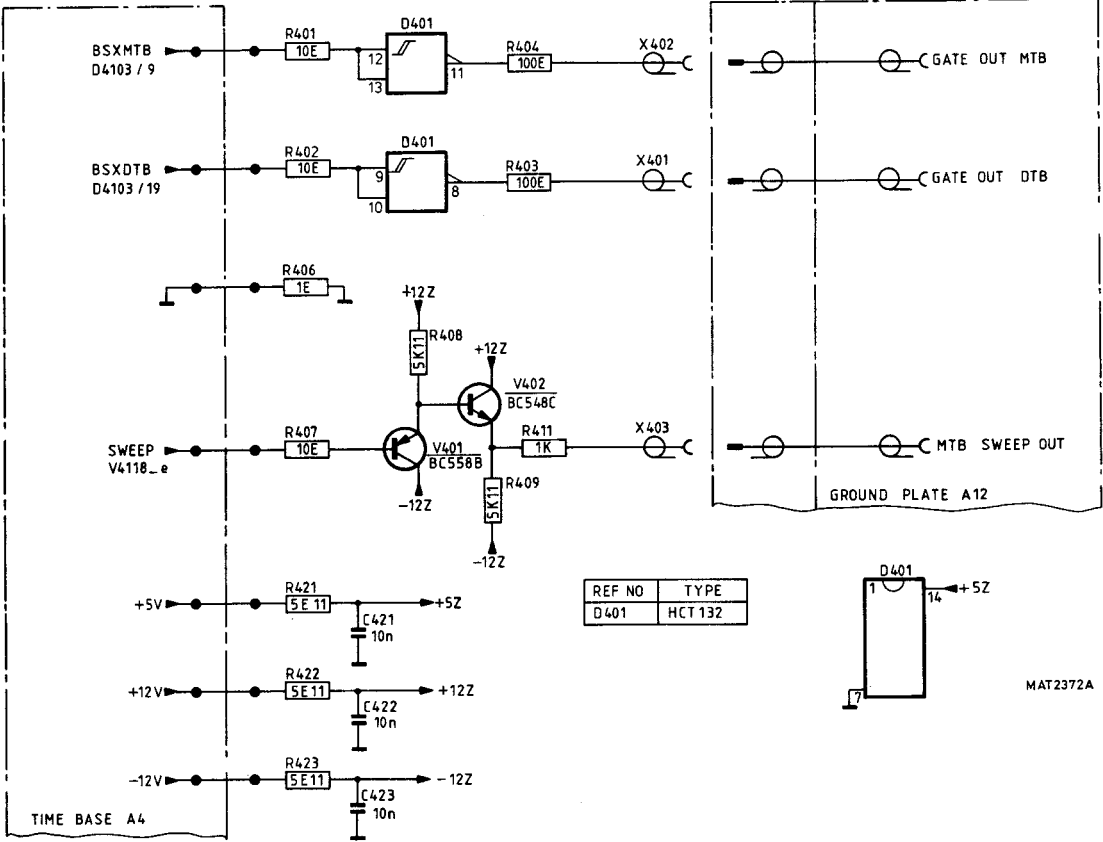 BSXMTB
D4103 / 9
R401
10E
12
13
D401
11
R404
100E
X402
GATE OUT MTB
BSXDTB
D4103 / 19
R402
10E
9
10
D401
8
R403
100E
X401
GATE OUT DTB
R406
1E
+12Z
R408
5K11
+12Z
V402
BC548C
SWEEP
V4118_e
R407
10E
V401
BC558B
-12Z
R411
1K
X403
MTB SWEEP OUT
R409
5K11
-12Z
GROUND PLATE A12
+5V
R421
5E11
+5Z
C421
10n
REF NO TYPE
D401 HCT132
D401
1
14
+5Z
7
+12V
R422
5E11
+12Z
C422
10n
MAT2372A
-12V
R423
5E11
-12Z
C423
10n
TIME BASE A4